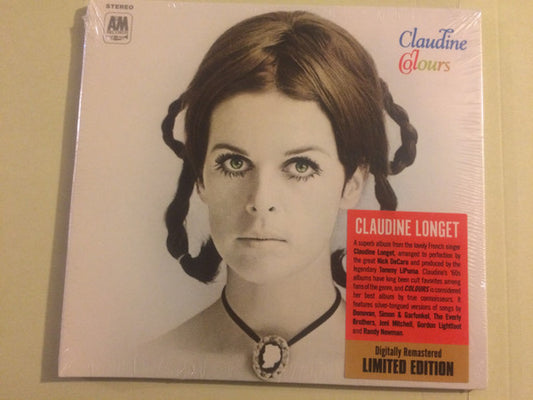 STEREO
A&M
RECORDS
Claudine
Colours
CLAUDINE LONGET
A superb album from the lovely French singer
Claudine Longet, arranged to perfection by
the great Nick DeCaro and produced by the
legendary Tommy LiPuma. Claudine's '60s
albums have long been cult favorites among
fans of the genre, and COLOURS is considered
her best album by true connoisseurs. It
features silver-tongued versions of songs by
Donovan, Simon & Garfunkel, The Everly
Brothers, Joni Mitchell, Gordon Lightfoot
and Randy Newman.
Digitally Remastered
LIMITED EDITION